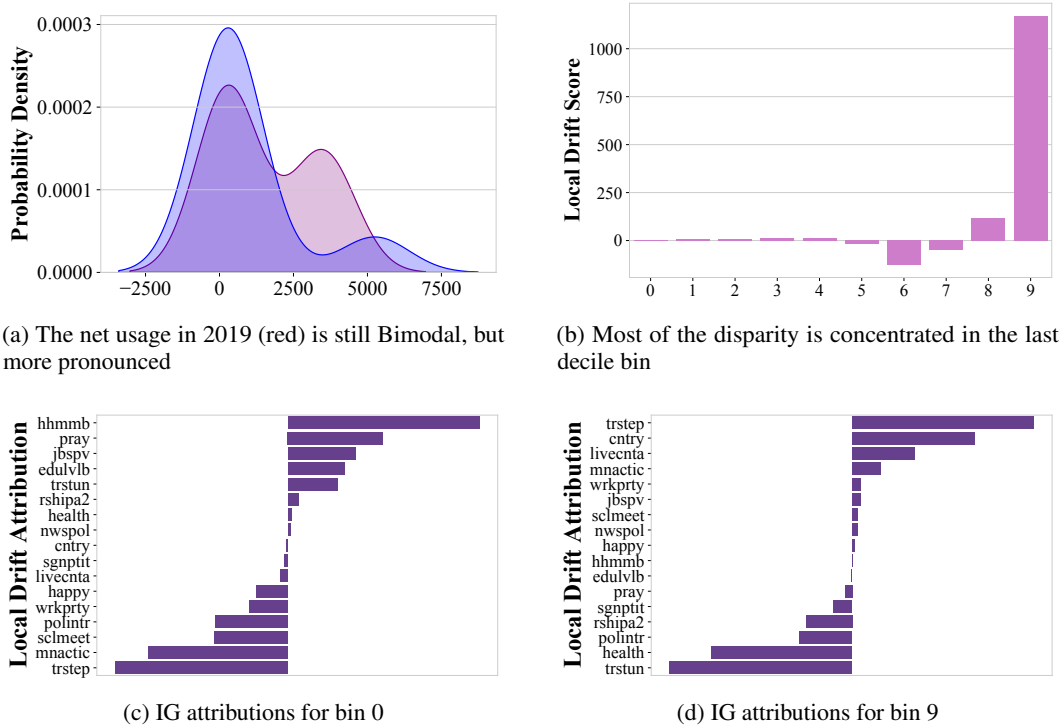 Probability Density
0.0003
0.0002
0.0001
0.0000
−2500
0
2500
5000
7500
(a) The net usage in 2019 (red) is still Bimodal, but
more pronounced
Local Drift Score
1000
750
500
250
0
0
1
2
3
4
5
6
7
8
9
(b) Most of the disparity is concentrated in the last
decile bin
Local Drift Attribution
hhmmb
pray
jbspv
edulvlb
trstun
rshipa2
health
nwspol
cntry
sgnptit
livecnta
happy
wrkprty
polintr
sclmeet
mnactic
trstep
(c) IG attributions for bin 0
Local Drift Attribution
trstep
cntry
livecnta
mnactic
wrkprty
jbspv
sclmeet
nwspol
happy
hhmmb
edulvlb
pray
sgnptit
rshipa2
polintr
health
trstun
(d) IG attributions for bin 9